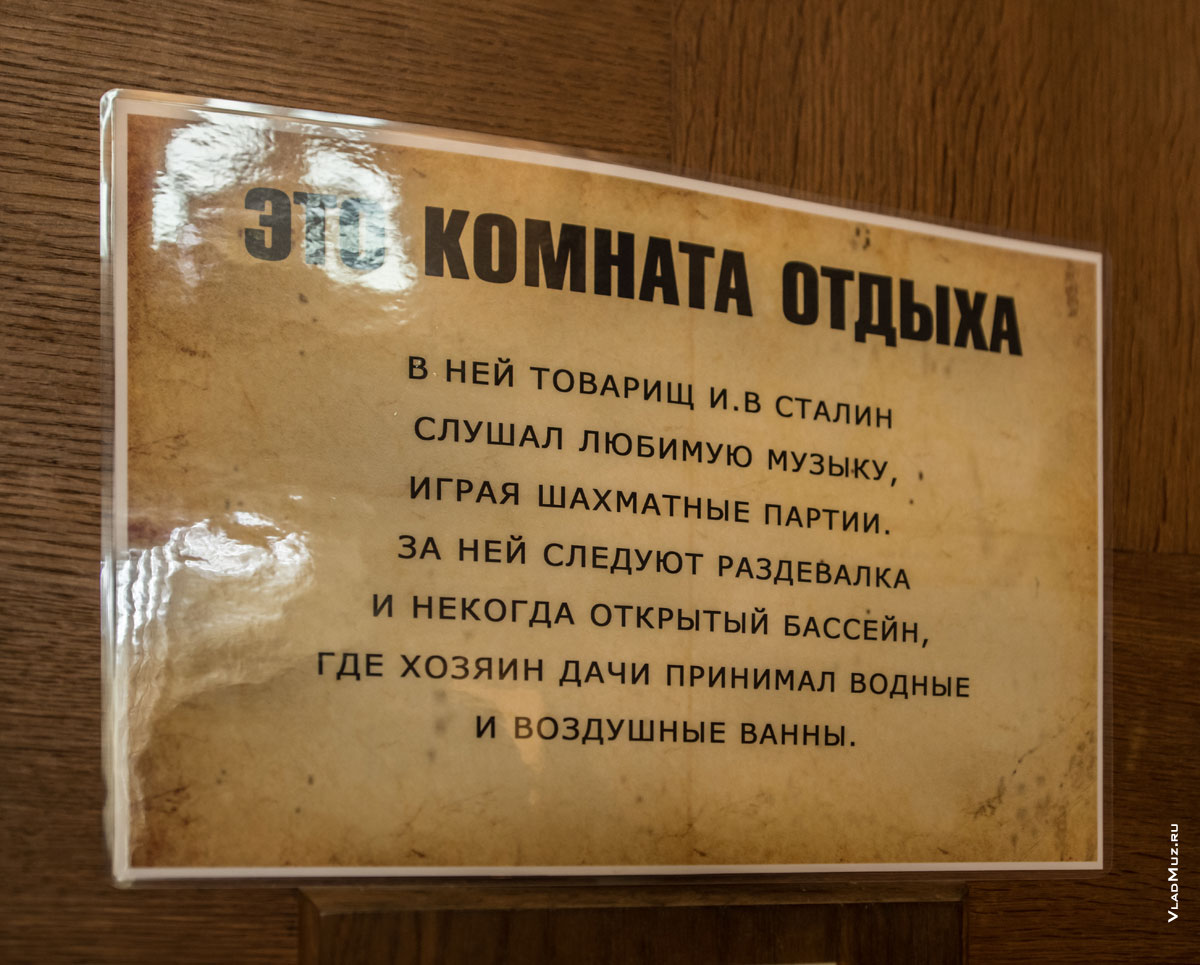 ЭТО КОМНАТА ОТДЫХА
В НЕЙ ТОВАРИЩ И.В СТАЛИН
СЛУШАЛ ЛЮБИМУЮ МУЗЫКУ,
ИГРАЯ ШАХМАТНЫЕ ПАРТИИ.
ЗА НЕЙ СЛЕДУЮТ РАЗДЕВАЛКА
И НЕКОГДА ОТКРЫТЫЙ БАССЕЙН,
ГДЕ ХОЗЯИН ДАЧИ ПРИНИМАЛ ВОДНЫЕ
И ВОЗДУШНЫЕ ВАННЫ.
VLADMUZ.RU